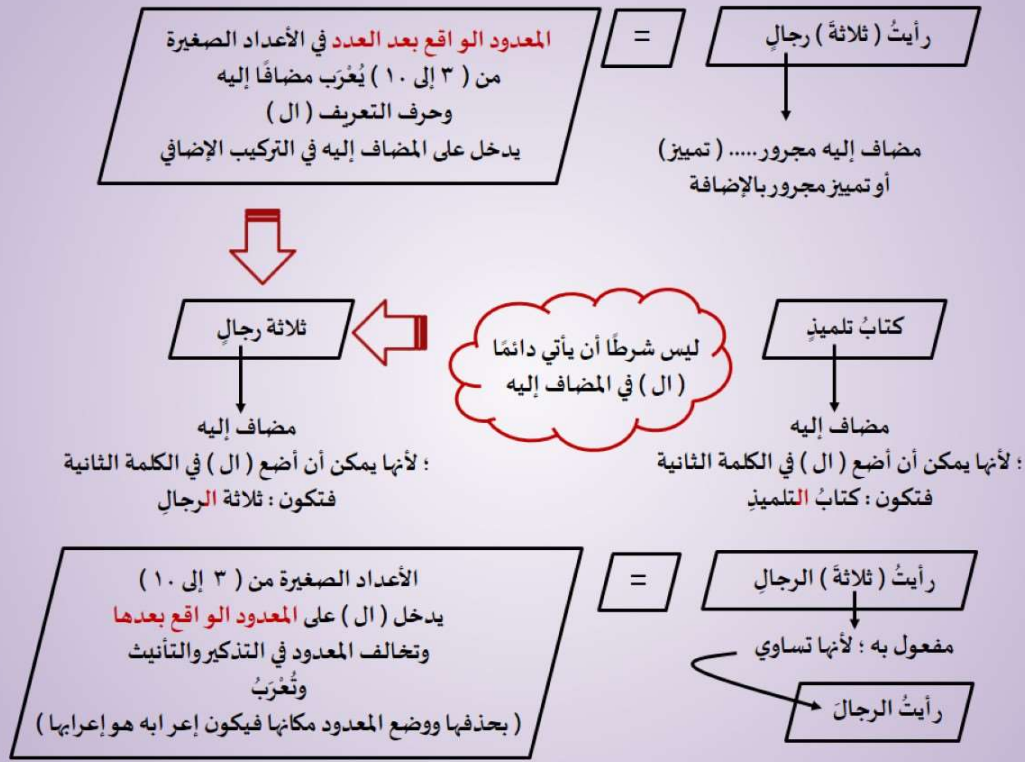 رأيتُ ( ثلاثةَ ) رجالٍ
=
المعدود الواقع بعد العدد في الأعداد الصغيرة
من ( ٣ إلى ١٠ ) يُعْرَب مضافًا إليه
وحرف التعريف ( ال )
يدخل على المضاف إليه في التركيب الإضافي
مضاف إليه مجرور ..... ( تمييز )
أو تمييز مجرور بالإضافة
كتابُ تلميذٍ
ليس شرطًا أن يأتي دائمًا
( ال ) في المضاف إليه
ثلاثة رجالٍ
مضاف إليه
؛ لأنها يمكن أن أضع ( ال ) في الكلمة الثانية
فتكون : كتابُ التلميذِ
مضاف إليه
؛ لأنها يمكن أن أضع ( ال ) في الكلمة الثانية
فتكون : ثلاثة الرجالِ
رأيتُ ( ثلاثةَ ) الرجالِ
=
الأعداد الصغيرة من ( ٣ إلى ١٠ )
يدخل ( ال ) على المعدود الواقع بعدها
وتخالف المعدود في التذكير والتأنيث
وتُعْرَبُ
( بحذفها ووضع المعدود مكانها فيكون إعرابه هو إعرابها )
مفعول به ؛ لأنها تساوي
رأيتُ الرجالَ